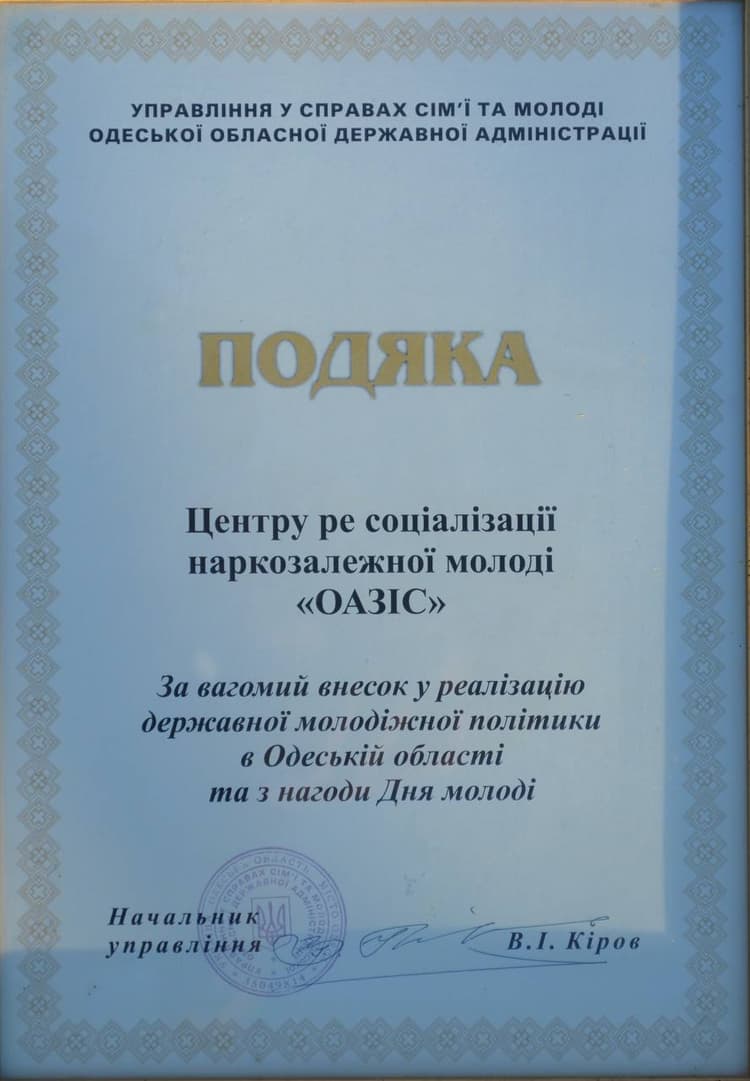 УПРАВЛІННЯ У СПРАВАХ СІМ'Ї ТА МОЛОДІ
ОДЕСЬКОЇ ОБЛАСНОЇ ДЕРЖАВНОЇ АДМІНІСТРАЦІЇ
ПОДЯКА
Центру ре соціалізації
наркозалежної молоді
«ОАЗІС»
За вагомий внесок у реалізацію
державної молодіжної політики
в Одеській області
та з нагоди Дня молоді
Начальник
управління
В.І. Кіров